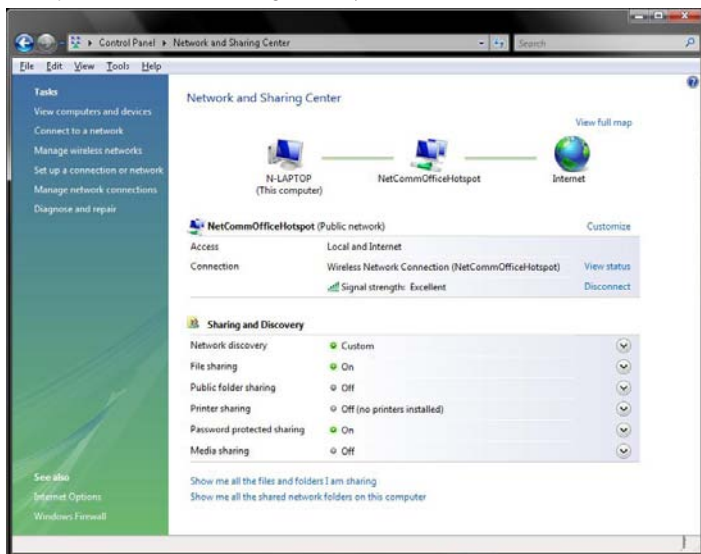 Control Panel Network and Sharing Center
Search
File Edit View Tools Help
Tasks
View computers and devices
Connect to a network
Manage wireless networks
Set up a connection or network
Manage network connections
Diagnose and repair
See also
Internet Options
Windows Firewall
Network and Sharing Center
View full map
N-LAPTOP
(This computer)
NetCommOfficeHotspot
Internet
NetCommOfficeHotspot (Public network) Customize
Access Local and Internet
Connection Wireless Network Connection (NetCommOfficeHotspot) View status
Signal strength: Excellent Disconnect
Sharing and Discovery
Network discovery Custom
File sharing On
Public folder sharing Off
Printer sharing Off (no printers installed)
Password protected sharing On
Media sharing Off
Show me all the files and folders I am sharing
Show me all the shared network folders on this computer